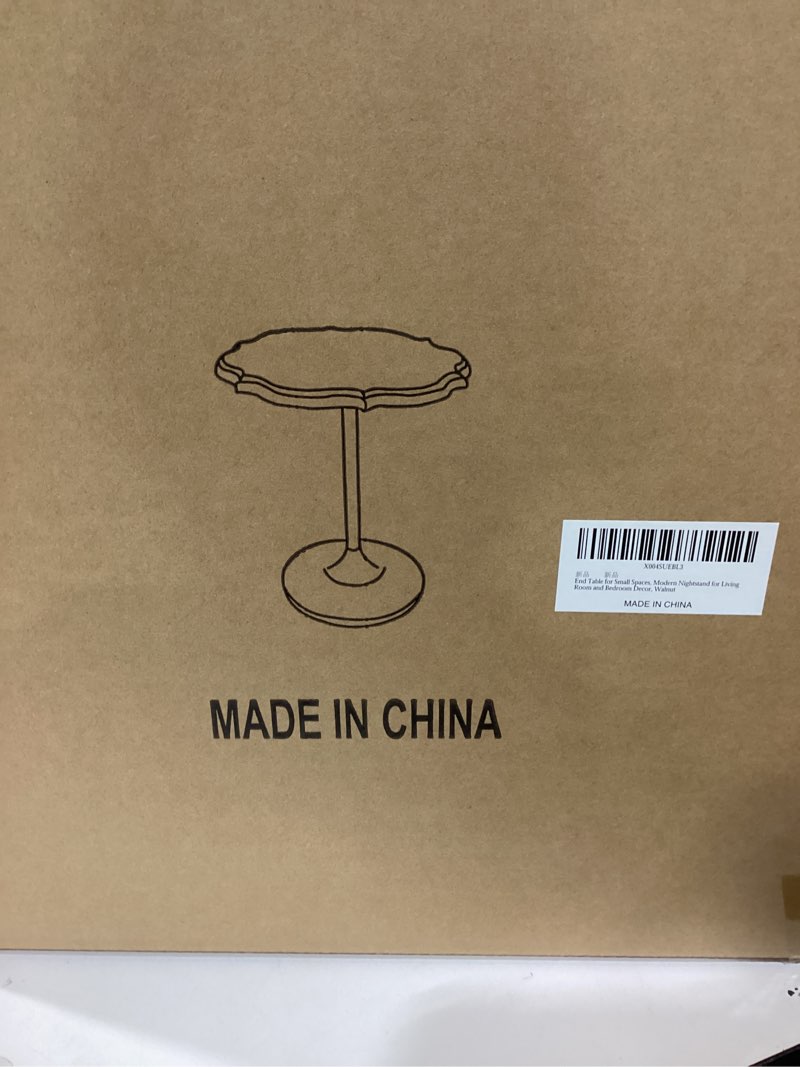 X004SUEBL3
新品 新品
End Table for Small Spaces, Modern Nightstand for Living
Room and Bedroom Decor, Walnut
MADE IN CHINA
MADE IN CHINA